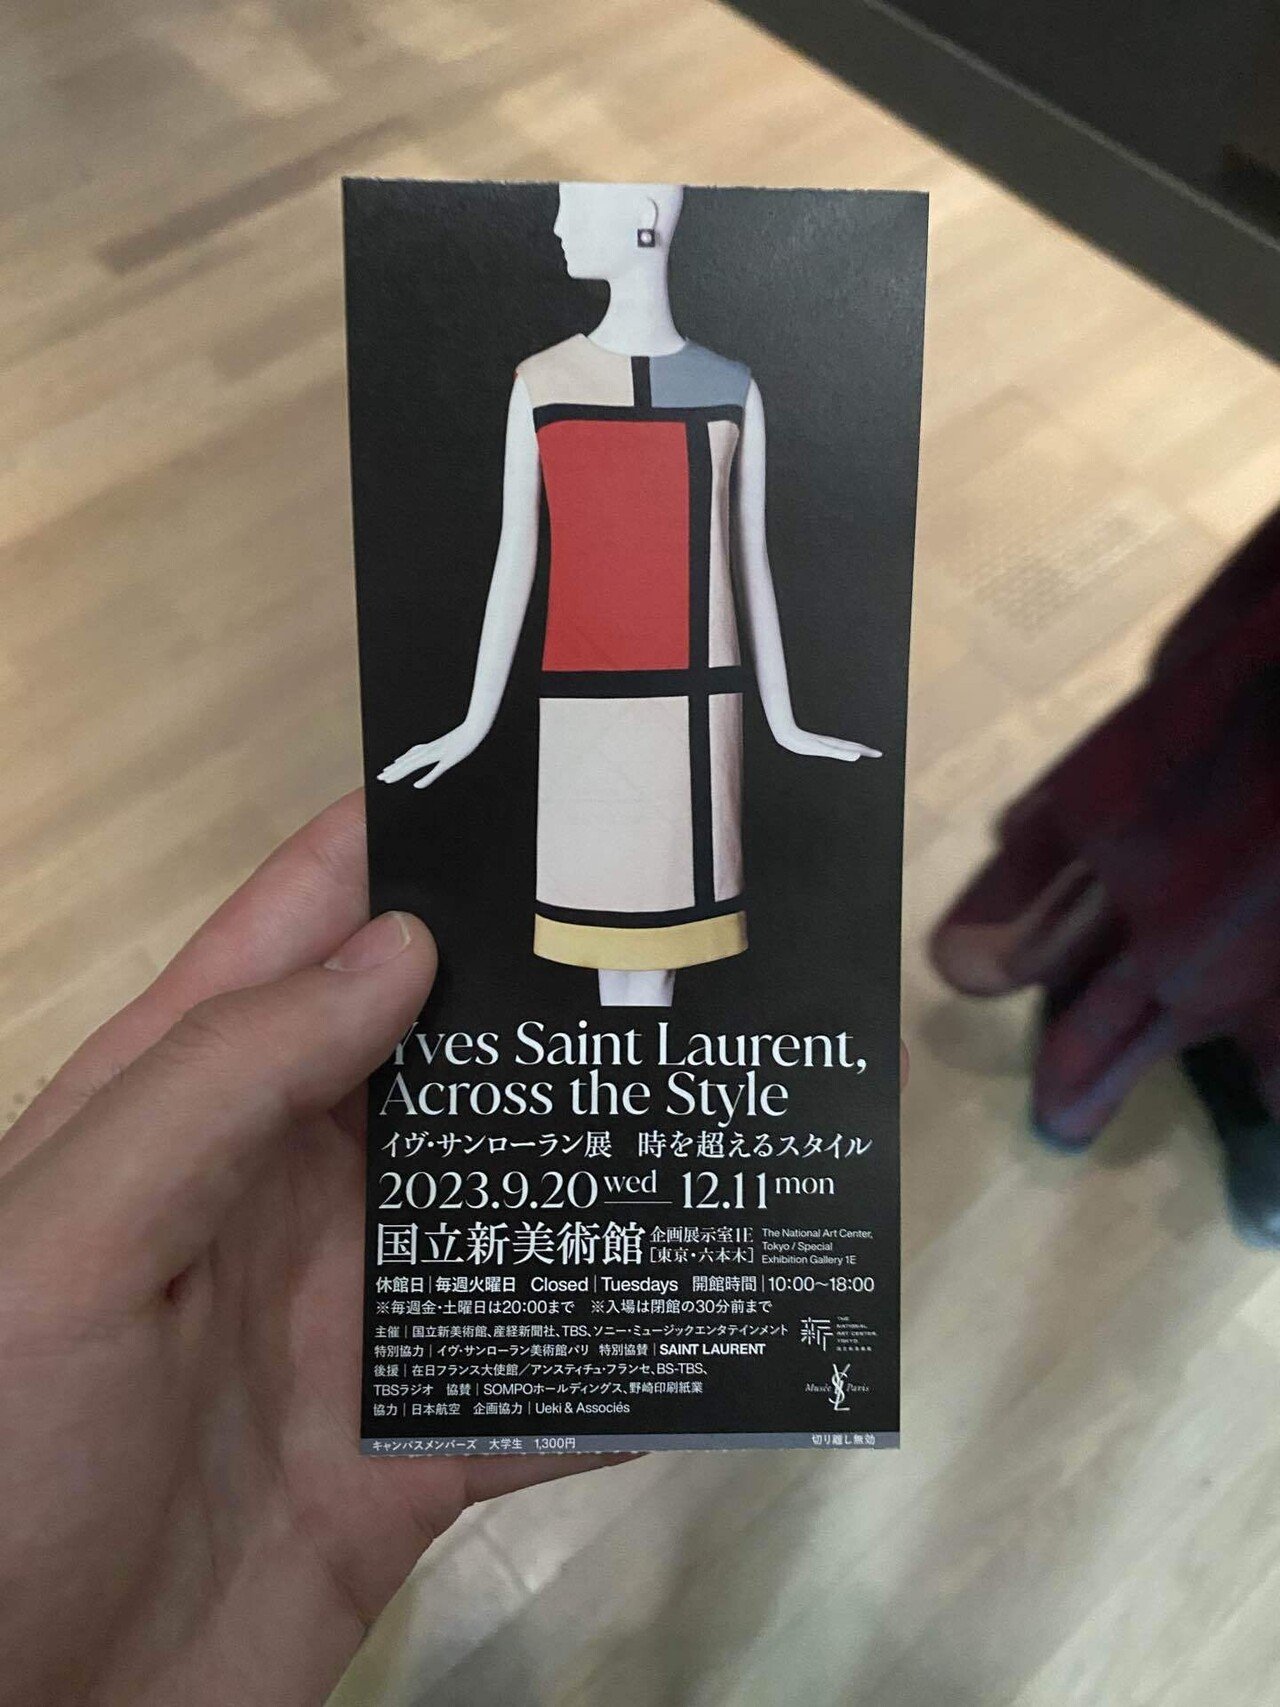 Yves Saint Laurent,
Across the Style
イヴ・サンローラン展 時を超えるスタイル
2023.9.20 wed 12.11 mon
国立新美術館 企画展示室1E [東京・六本木]
The National Art Center,
Tokyo / Special
Exhibition Gallery 1E
休館日|毎週火曜日 Closed|Tuesdays 開館時間|10:00〜18:00
※毎週金・土曜日は20:00まで ※入場は閉館の30分前まで
主催|国立新美術館、産経新聞社、TBS、ソニー・ミュージックエンタテインメント
特別協力|イヴ・サンローラン美術館パリ 特別協賛|SAINT LAURENT
後援|在日フランス大使館/アンスティチュ・フランセ、BS-TBS、
TBSラジオ 協賛|SOMPOホールディングス、野崎印刷紙業
協力|日本航空 企画協力|Ueki & Associés
新
THE
NATIONAL
ART CENTER,
TOKYO
国立新美術館
Musée YSL Paris
キャンパスメンバーズ 大学生 1,300円
切り離し無効